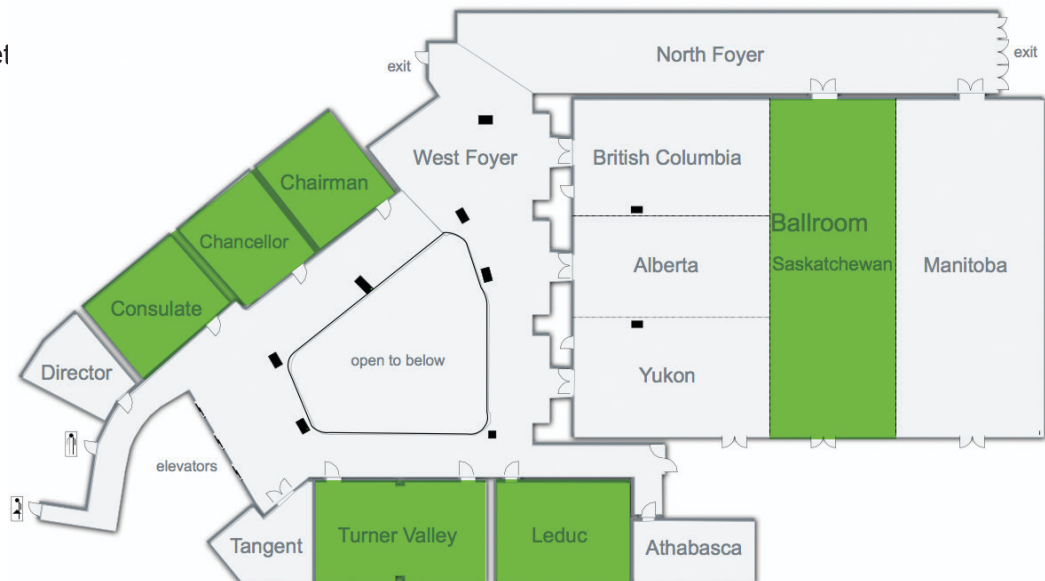 North Foyer
exit
exit
West Foyer
British Columbia
Chairman
Chancellor
Ballroom
Saskatchewan
Alberta
Manitoba
Consulate
open to below
Director
Yukon
elevators
Turner Valley
Leduc
Tangent
Athabasca